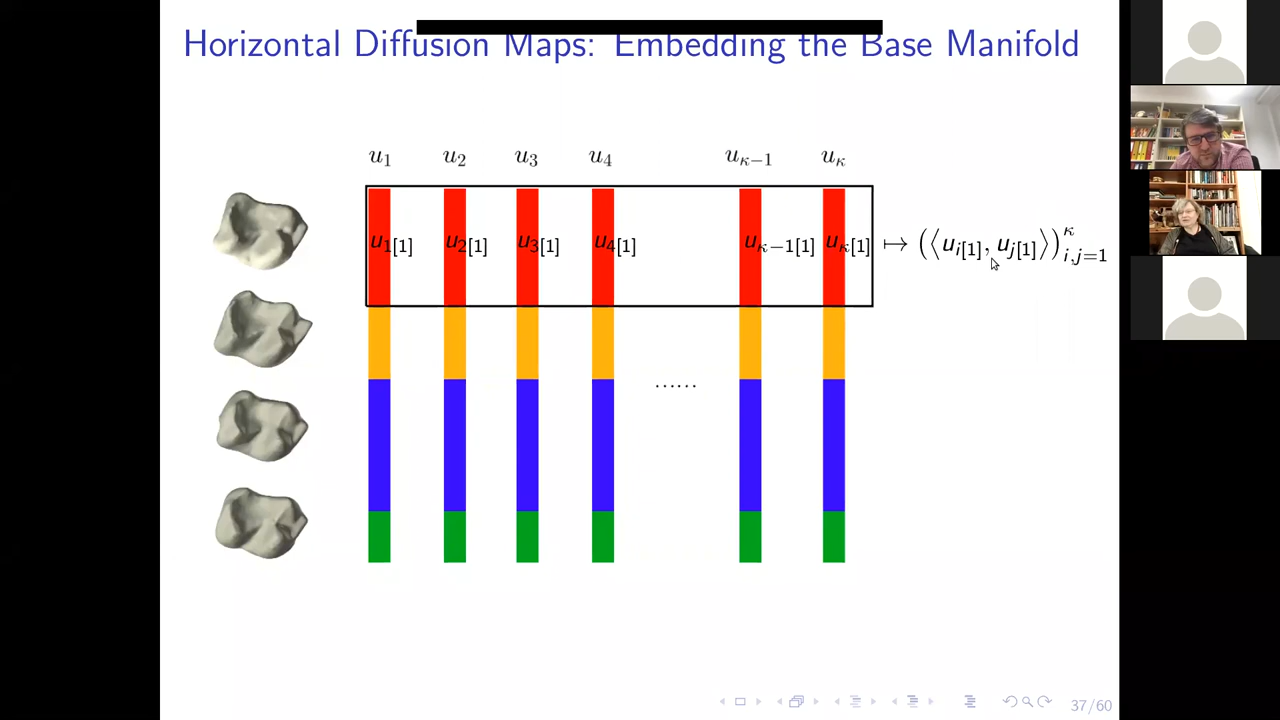 Horizontal Diffusion Maps: Embedding the Base Manifold
u₁ u₂ u₃ u₄ uκ−1 uκ
u₁[1] u₂[1] u₃[1] u₄[1] uκ−1[1] uκ[1] ↦ (⟨uᵢ[1], uⱼ[1]⟩)κi,j=1
......
37/60